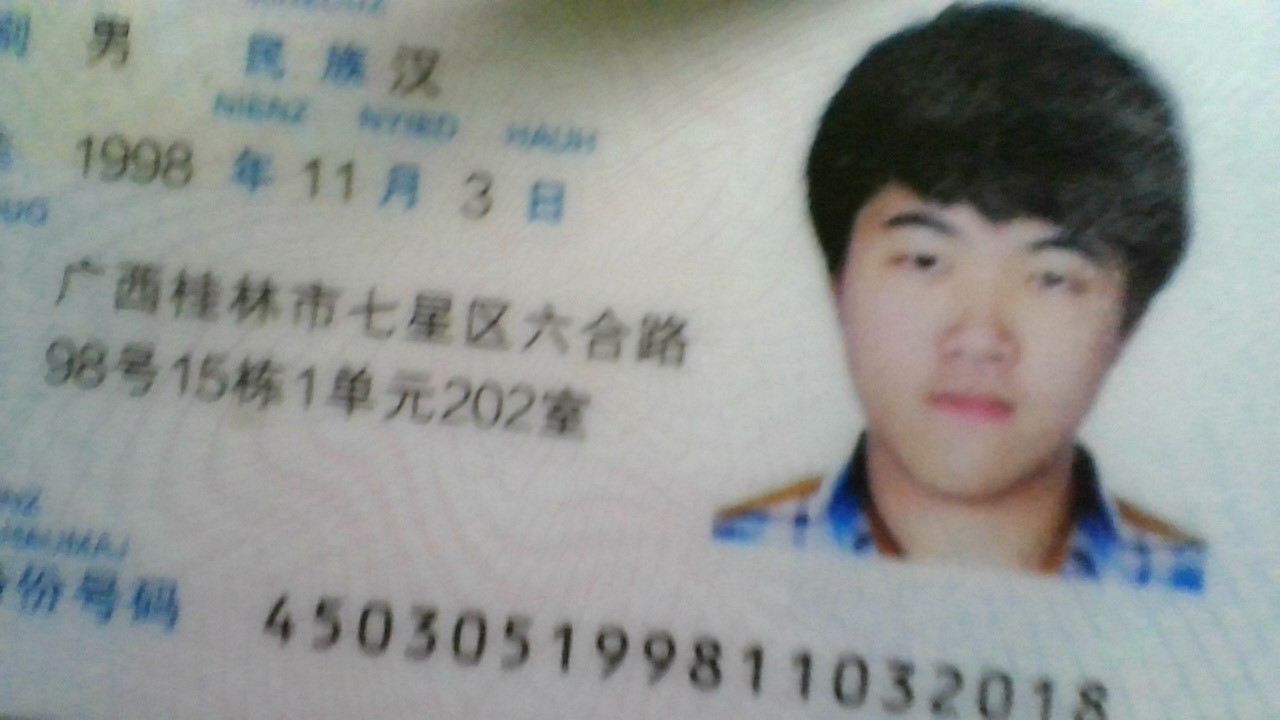 别 男 民族 汉
NIENZ NYIED HAUH
1998 年 11 月 3 日
广西桂林市七星区六合路
98号15栋1单元202室
份号码 450305199811032018